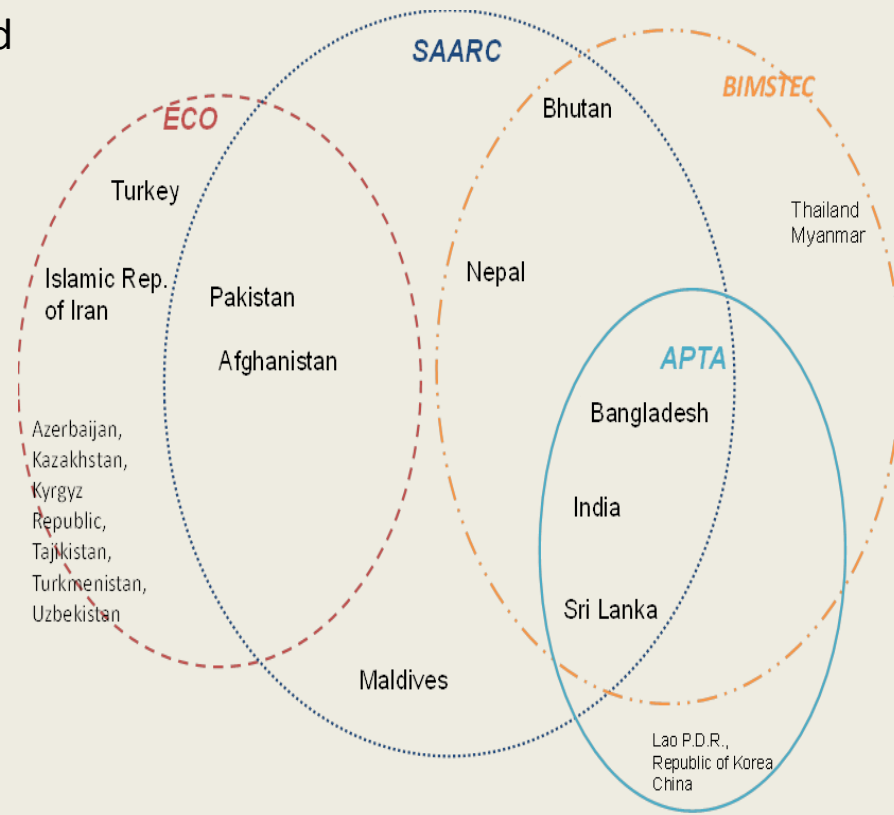 d
SAARC
BIMSTEC
ECO
Bhutan
Turkey
Thailand
Myanmar
Islamic Rep.
of Iran
Nepal
Pakistan
Afghanistan
APTA
Bangladesh
Azerbaijan,
Kazakhstan,
Kyrgyz
Republic,
Tajikistan,
Turkmenistan,
Uzbekistan
India
Sri Lanka
Maldives
Lao P.D.R.,
Republic of Korea
China